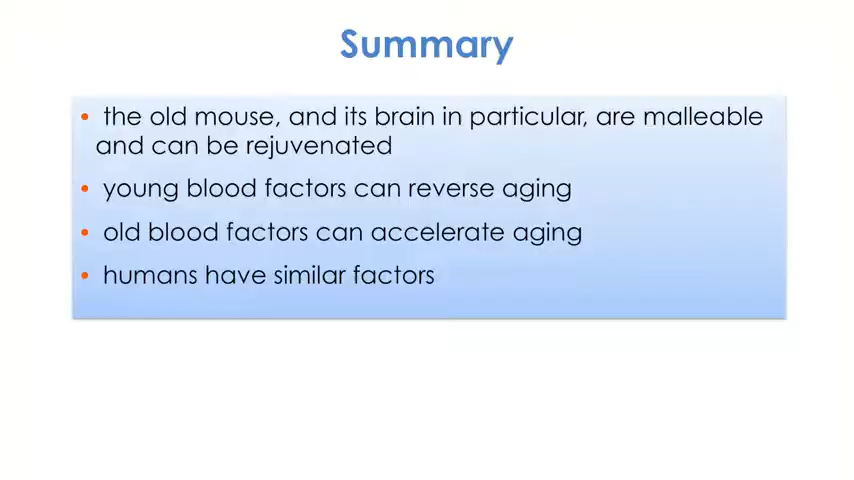 Summary
• the old mouse, and its brain in particular, are malleable
and can be rejuvenated
• young blood factors can reverse aging
• old blood factors can accelerate aging
• humans have similar factors